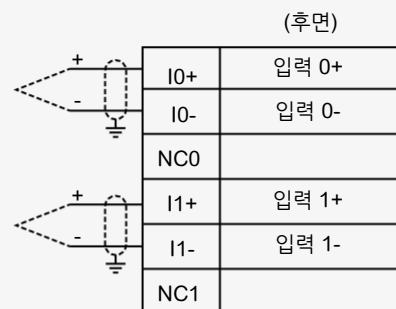 (후면)
+ I0+ 입력 0+
- I0- 입력 0-
NC0
+ I1+ 입력 1+
- I1- 입력 1-
NC1